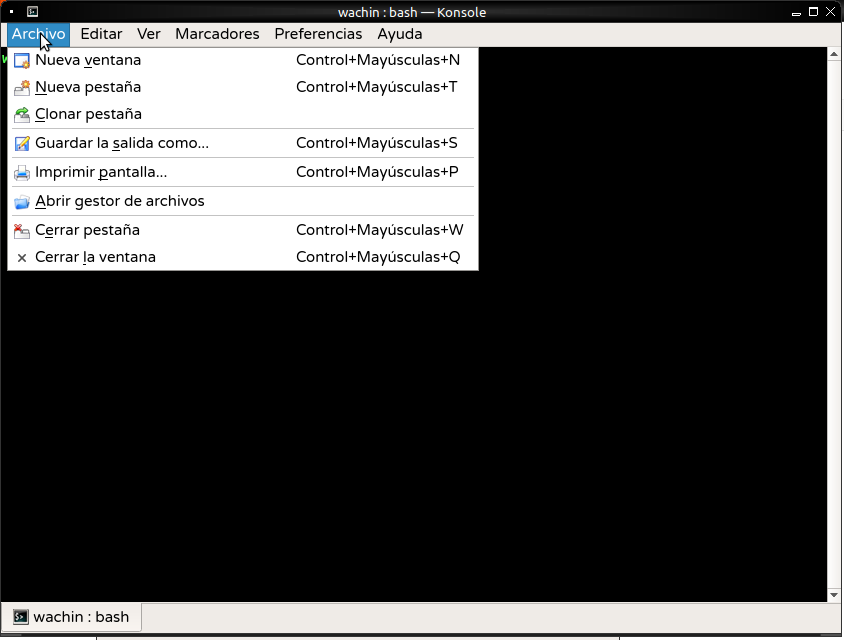 wachin : bash — Konsole
Archivo Editar Ver Marcadores Preferencias Ayuda
Nueva ventana Control+Mayúsculas+N
Nueva pestaña Control+Mayúsculas+T
Clonar pestaña
Guardar la salida como... Control+Mayúsculas+S
Imprimir pantalla... Control+Mayúsculas+P
Abrir gestor de archivos
Cerrar pestaña Control+Mayúsculas+W
Cerrar la ventana Control+Mayúsculas+Q
wachin : bash